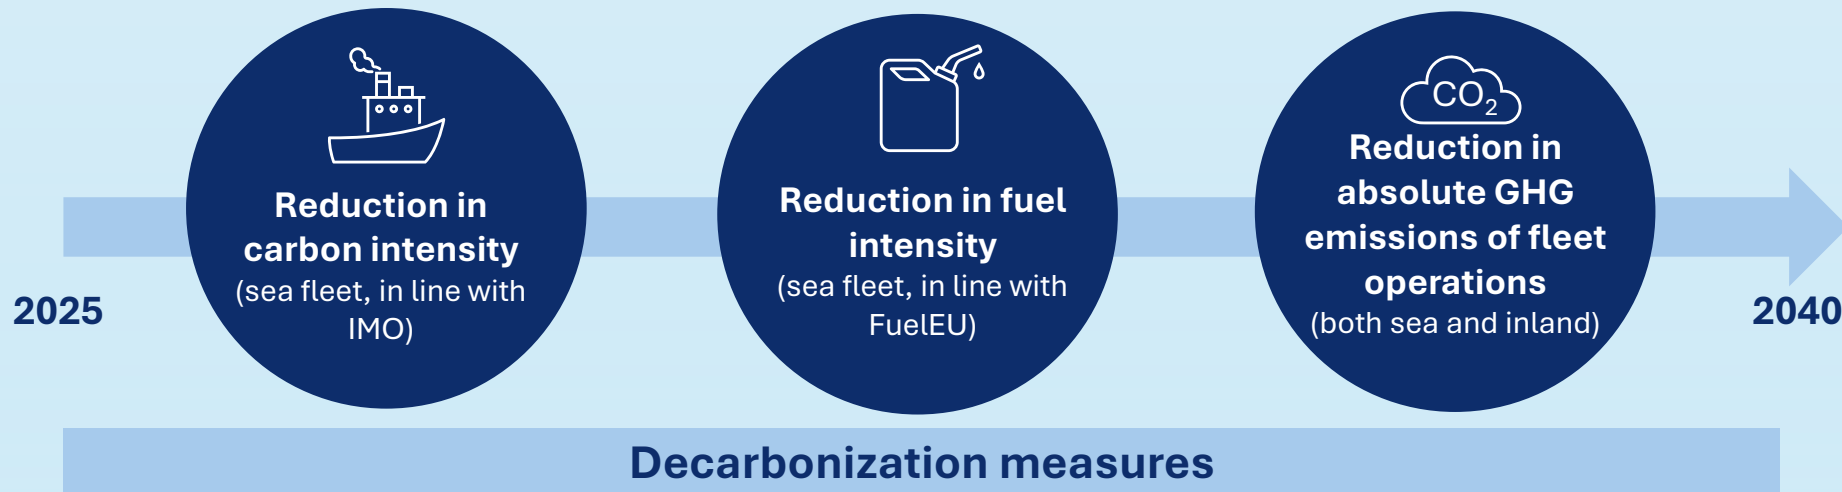 2025
Reduction in
carbon intensity
(sea fleet, in line with
IMO)
Reduction in fuel
intensity
(sea fleet, in line with
FuelEU)
CO₂
Reduction in
absolute GHG
emissions of fleet
operations
(both sea and inland)
2040
Decarbonization measures